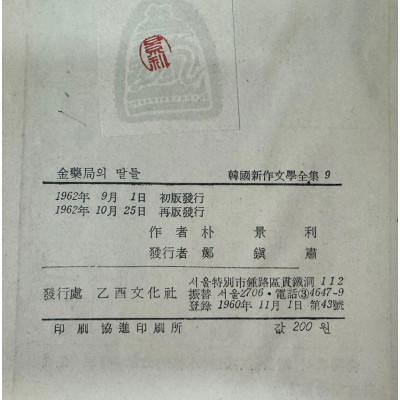 金藥局의 딸들 韓國新作文學全集 9
1962年 9月 1日 初版發行
1962年 10月 25日 再版發行
作者 朴景利
發行者 鄭鎭肅
發行處 乙酉文化社
서울特別市鍾路區貫鐵洞 112
振替 서울2706·電話③4647-9
登錄 1960年 11月 1日 第43號
印刷 協進印刷所 값 200 원